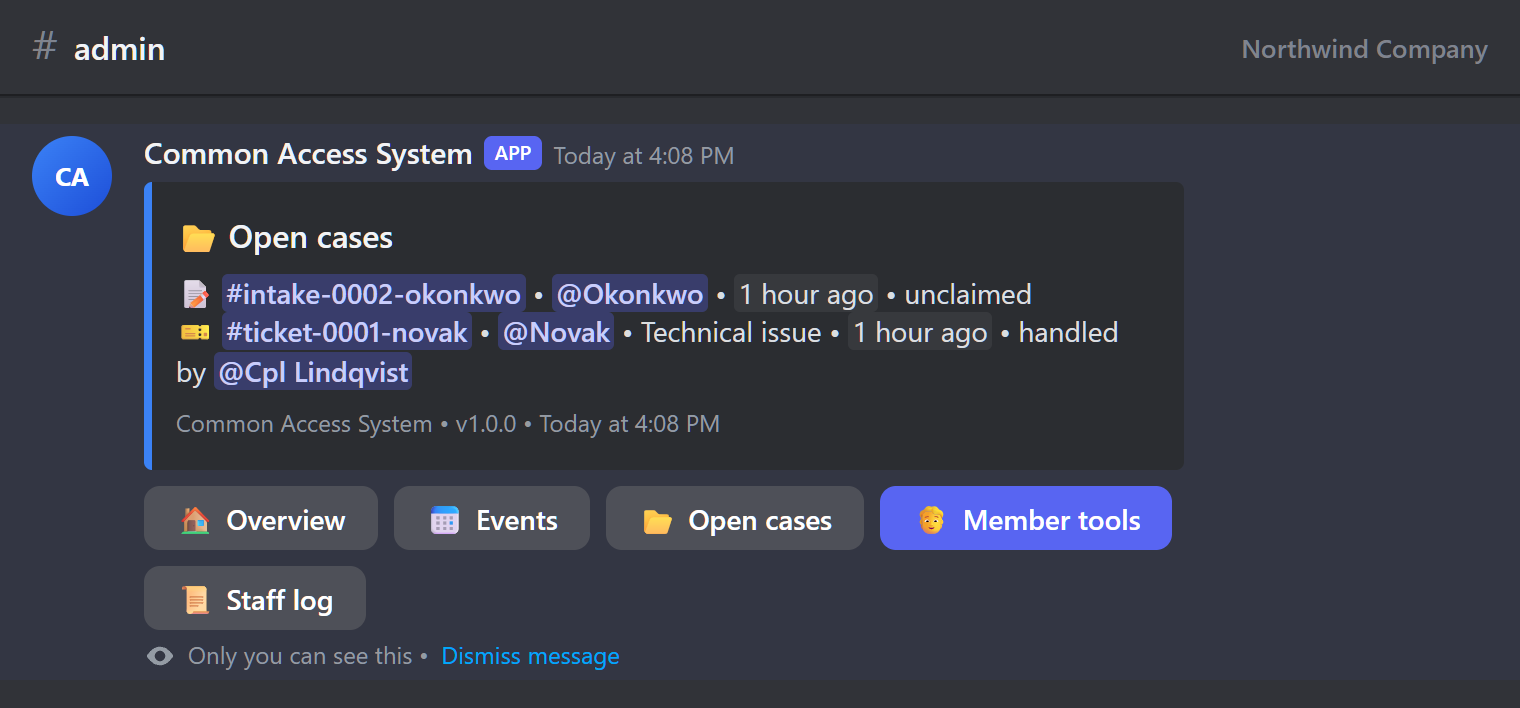 # admin
Northwind Company
CA
Common Access System APP Today at 4:08 PM
📂 Open cases
📝 #intake-0002-okonkwo • @Okonkwo • 1 hour ago • unclaimed
🎫 #ticket-0001-novak • @Novak • Technical issue • 1 hour ago • handled
by @Cpl Lindqvist
Common Access System • v1.0.0 • Today at 4:08 PM
🏠 Overview
📅 Events
📂 Open cases
🧑 Member tools
📜 Staff log
Only you can see this • Dismiss message